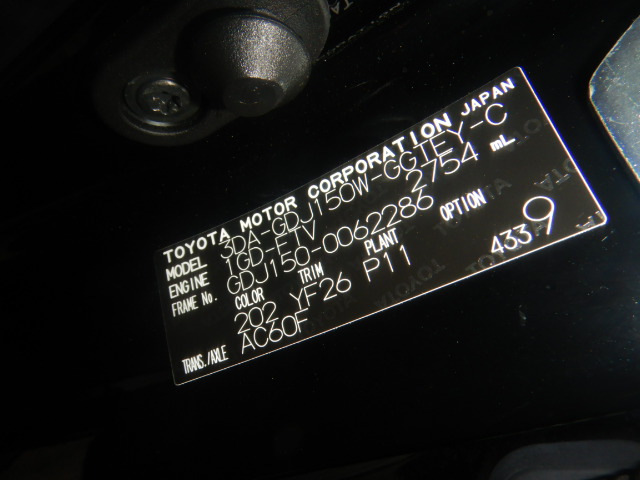 TOYOTA MOTOR CORPORATION JAPAN
MODEL 3DA-GDJ150W-GGTEY-C
ENGINE 1GD-FTV 2754 mL
FRAME No. GDJ150-0062286
COLOR TRIM PLANT OPTION
202 YF26 P11 4339
TRANS./AXLE AC60F